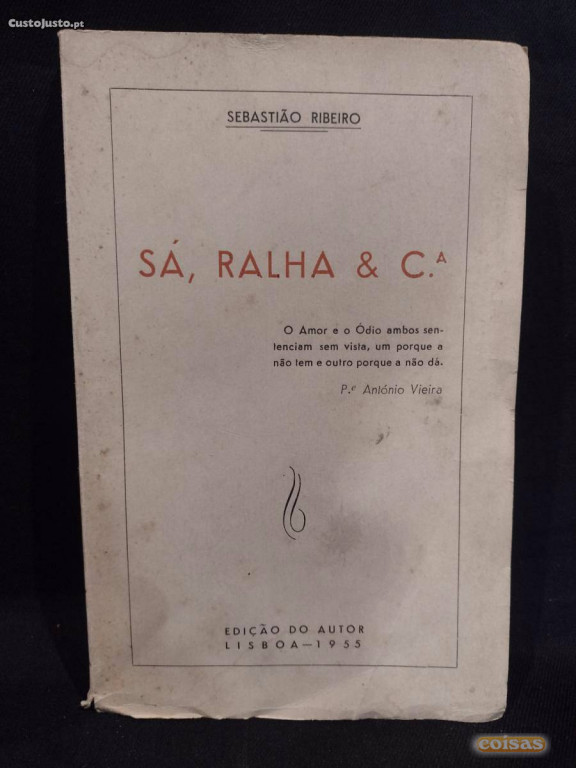 CustoJusto.pt
SEBASTIÃO RIBEIRO
SÁ, RALHA & C.ᴬ
O Amor e o Ódio ambos sen-
tenciam sem vista, um porque a
não tem e outro porque a não dá.
P.ᵉ António Vieira
EDIÇÃO DO AUTOR
LISBOA—1955
coisas